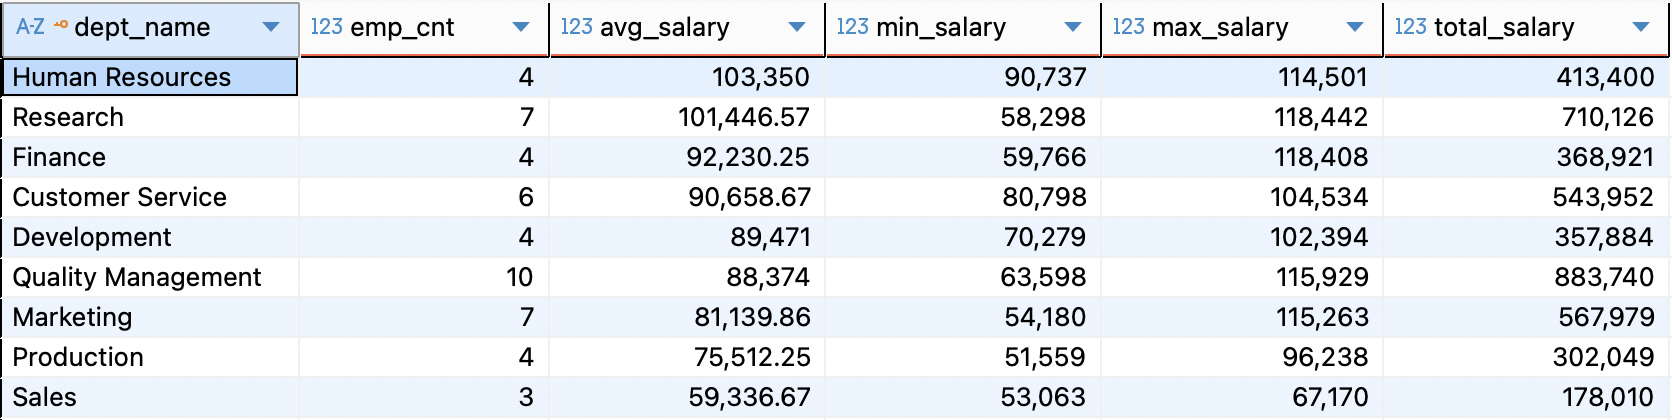 A-Z dept_name 123 emp_cnt 123 avg_salary 123 min_salary 123 max_salary 123 total_salary
Human Resources 4 103,350 90,737 114,501 413,400
Research 7 101,446.57 58,298 118,442 710,126
Finance 4 92,230.25 59,766 118,408 368,921
Customer Service 6 90,658.67 80,798 104,534 543,952
Development 4 89,471 70,279 102,394 357,884
Quality Management 10 88,374 63,598 115,929 883,740
Marketing 7 81,139.86 54,180 115,263 567,979
Production 4 75,512.25 51,559 96,238 302,049
Sales 3 59,336.67 53,063 67,170 178,010